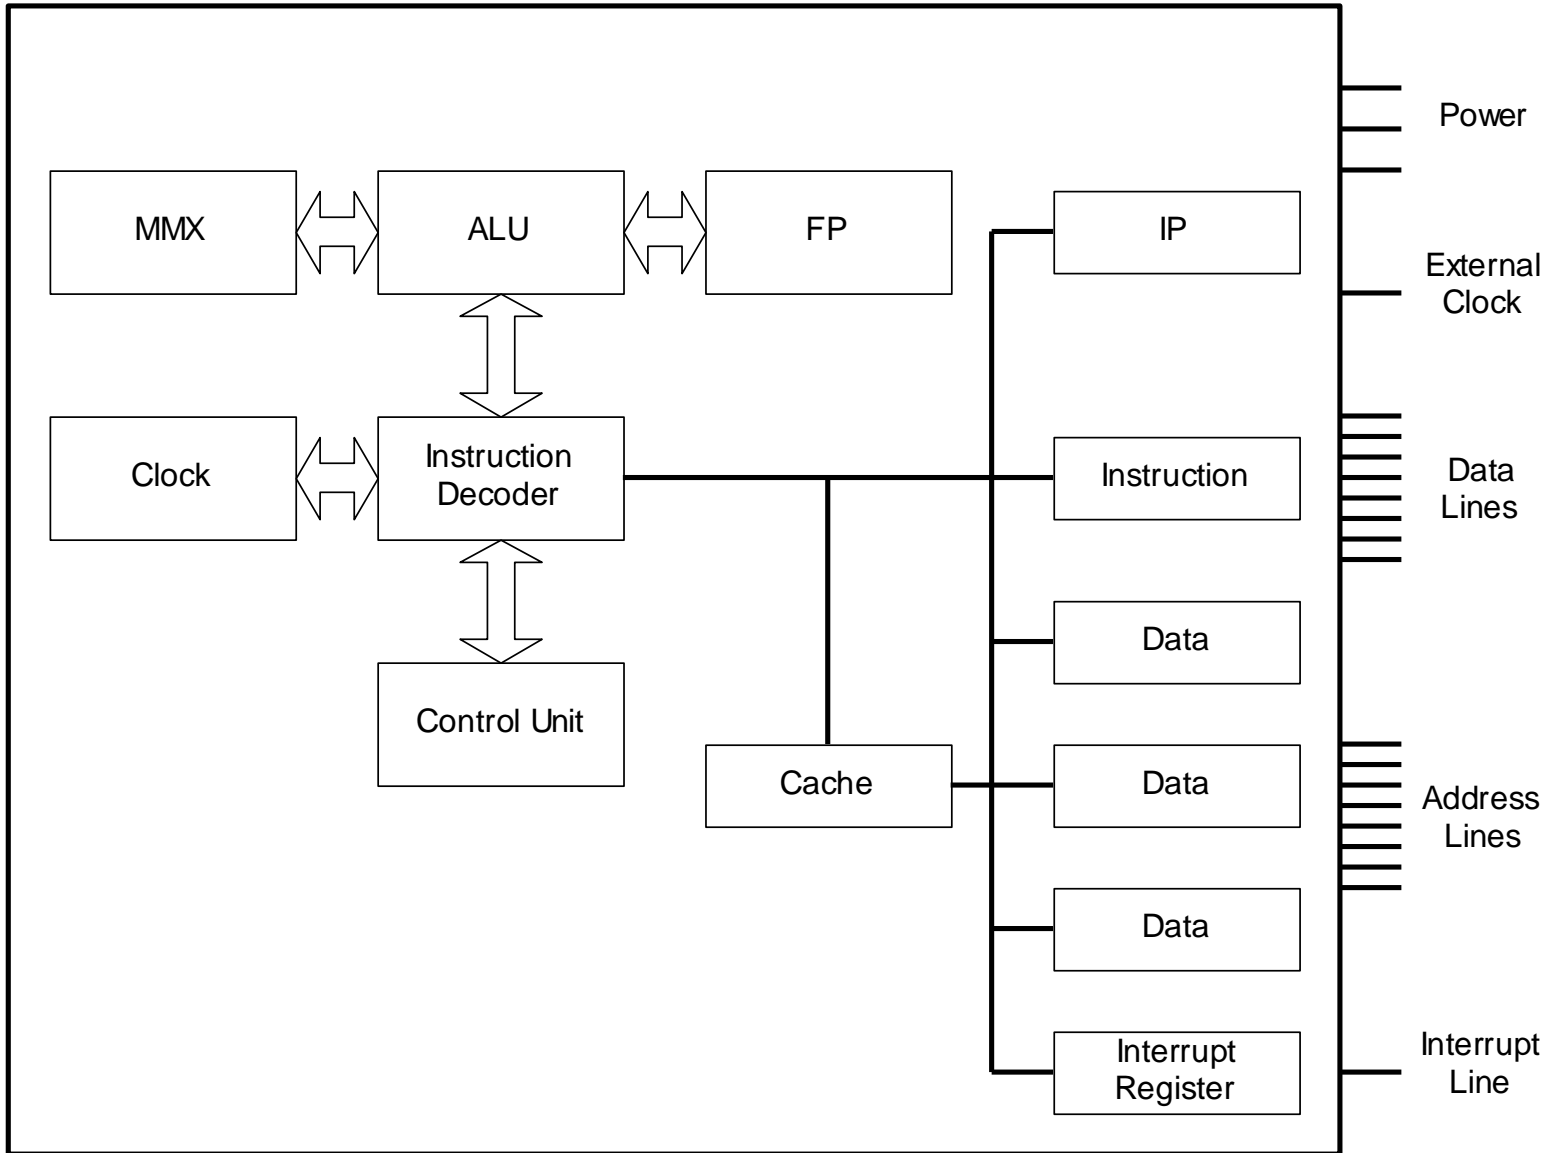 Power
MMX
ALU
FP
IP
External
Clock
Clock
Instruction
Decoder
Instruction
Data
Lines
Data
Control Unit
Cache
Data
Address
Lines
Data
Interrupt
Register
Interrupt
Line